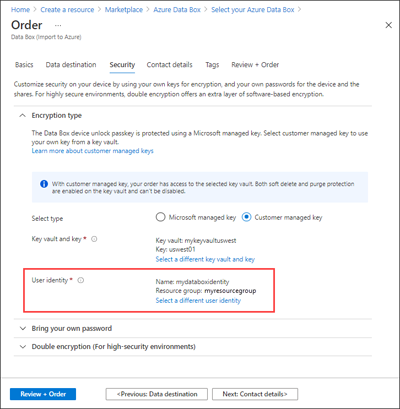 Home > Create a resource > Marketplace > Azure Data Box > Select your Azure Data Box >
Order ...
Data Box (Import to Azure)
Basics Data destination Security Contact details Tags Review + Order
Customize security on your device by using your own keys for encryption, and your own passwords for the device and the
shares. For highly secure environments, double encryption offers an extra layer of software-based encryption.
Encryption type
The Data Box device unlock passkey is protected using a Microsoft managed key. Select customer managed key to use
your own key from a key vault.
Learn more about customer managed keys
With customer managed key, your order has access to the selected key vault. Both soft delete and purge protection
are enabled on the key vault and can't be disabled.
Select type Microsoft managed key Customer managed key
Key vault and key * Key vault: mykeyvaultuswest
Key: uswest01
Select a different key vault and key
User identity * Name: mydataboxidentity
Resource group: myresourcegroup
Select a different user identity
Bring your own password
Double encryption (For high-security environments)
Review + Order <Previous: Data destination Next: Contact details>